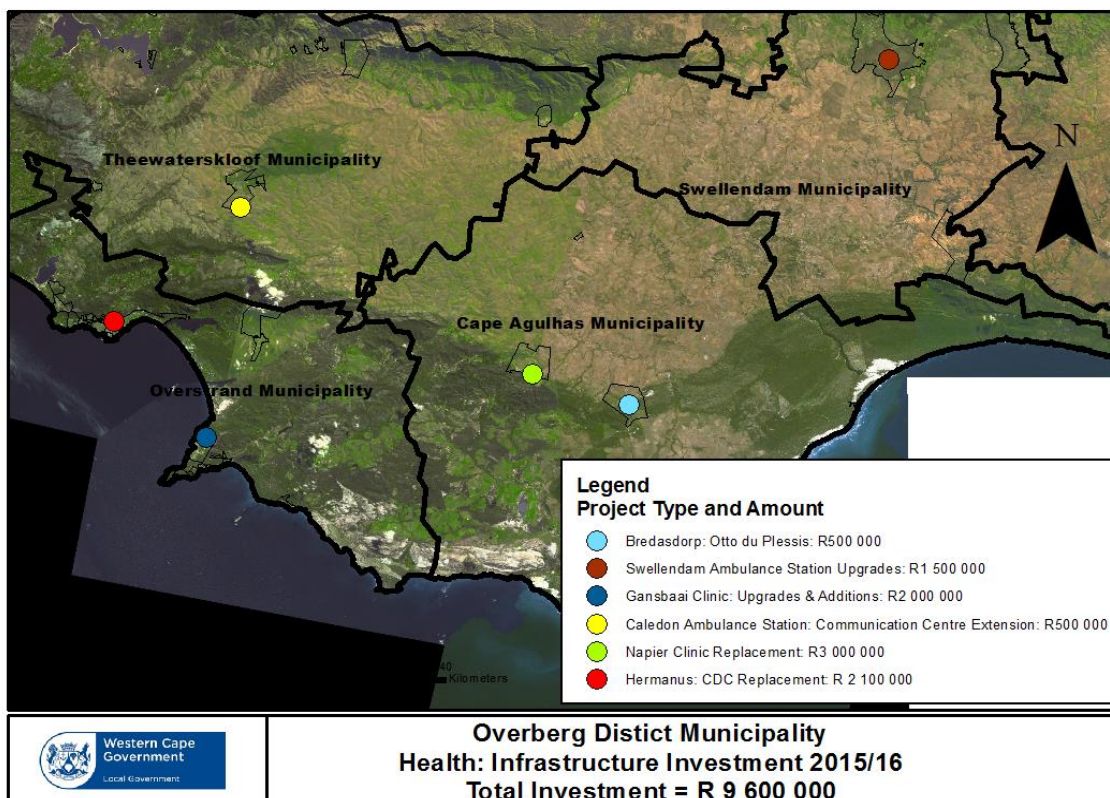 Theewaterskloof Municipality
Swellendam Municipality
N
Cape Agulhas Municipality
Overstrand Municipality
40
Kilometers
Legend
Project Type and Amount
Bredasdorp: Otto du Plessis: R500 000
Swellendam Ambulance Station Upgrades: R1 500 000
Gansbaai Clinic: Upgrades & Additions: R2 000 000
Caledon Ambulance Station: Communication Centre Extension: R500 000
Napier Clinic Replacement: R3 000 000
Hermanus: CDC Replacement: R 2 100 000
Western Cape
Government
Local Government
Overberg Distict Municipality
Health: Infrastructure Investment 2015/16
Total Investment = R 9 600 000